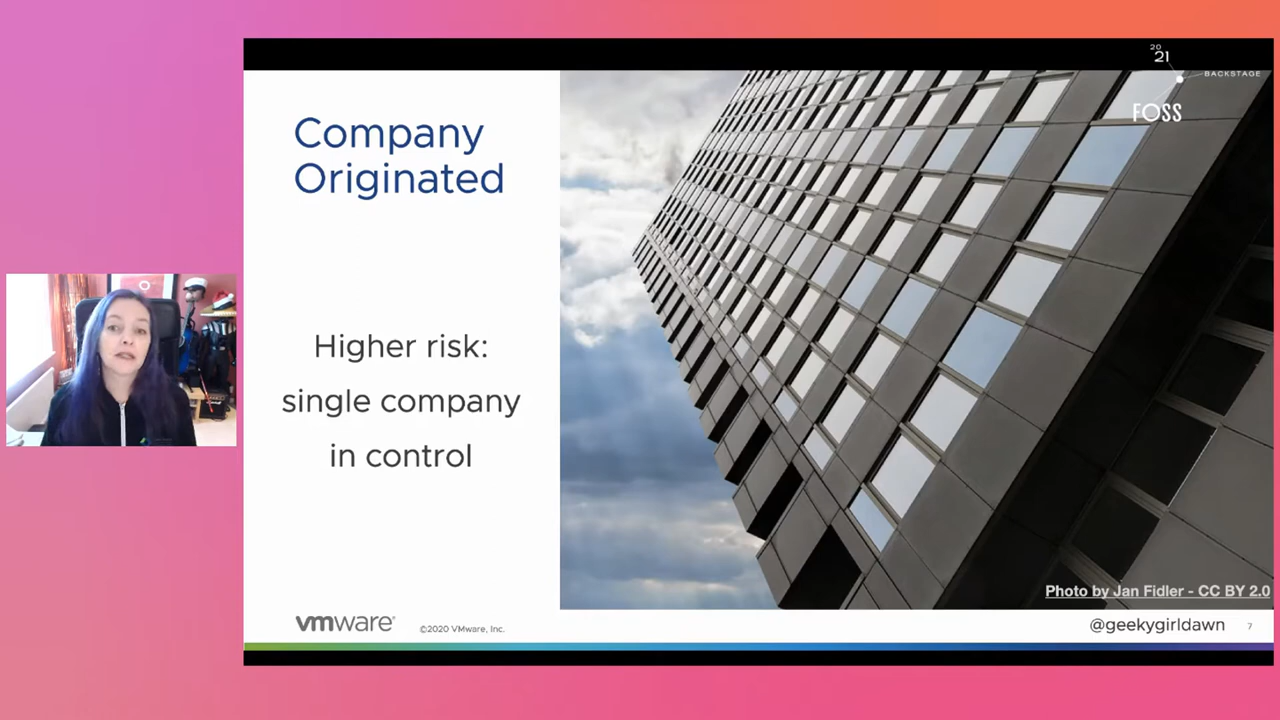 20
21
BACKSTAGE
FOSS
Company
Originated
Higher risk:
single company
in control
Photo by Jan Fidler - CC BY 2.0
vmware®
©2020 VMware, Inc.
@geekygirldawn
7